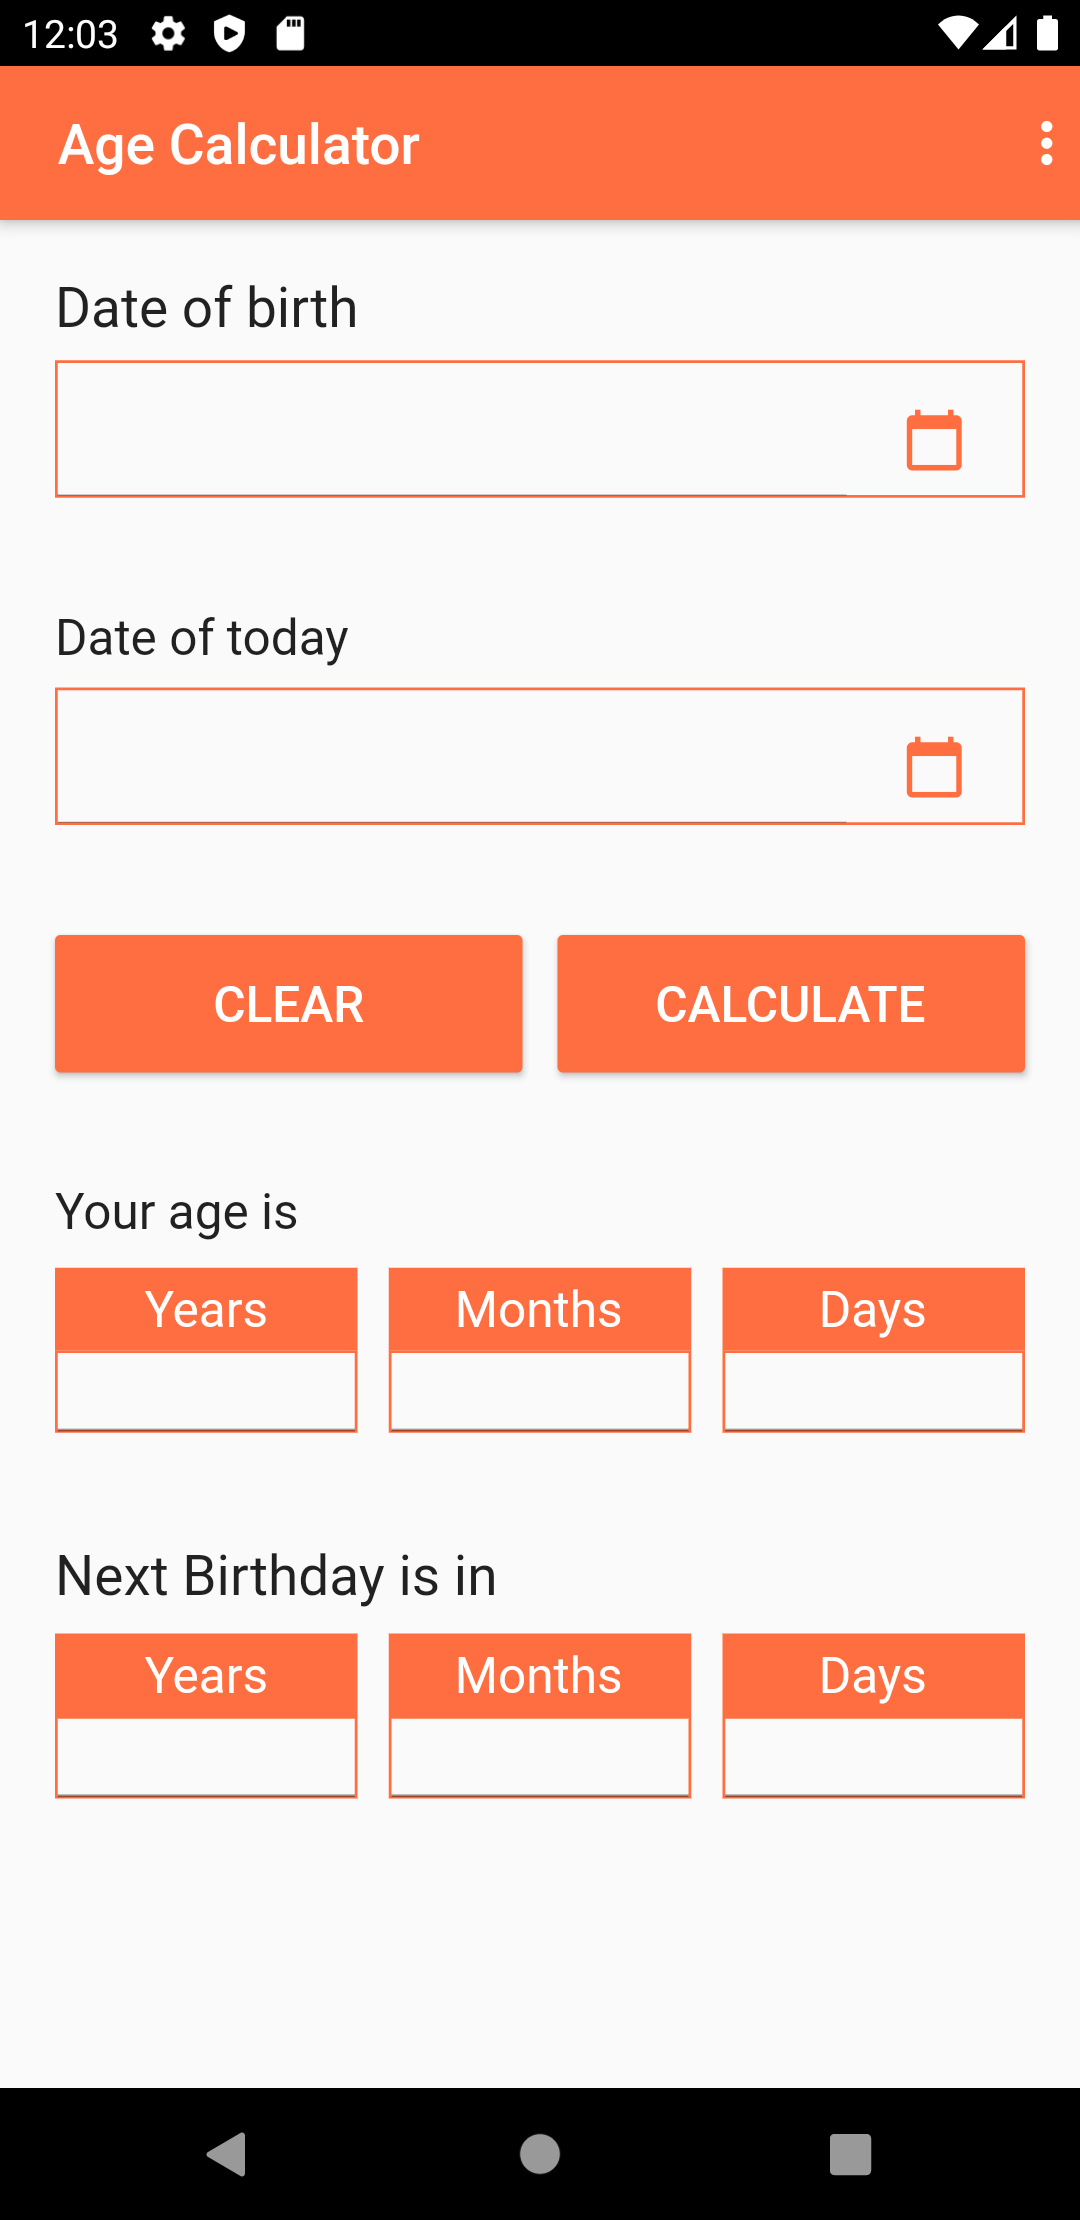 12:03
Age Calculator
Date of birth
Date of today
CLEAR CALCULATE
Your age is
Years Months Days
Next Birthday is in
Years Months Days